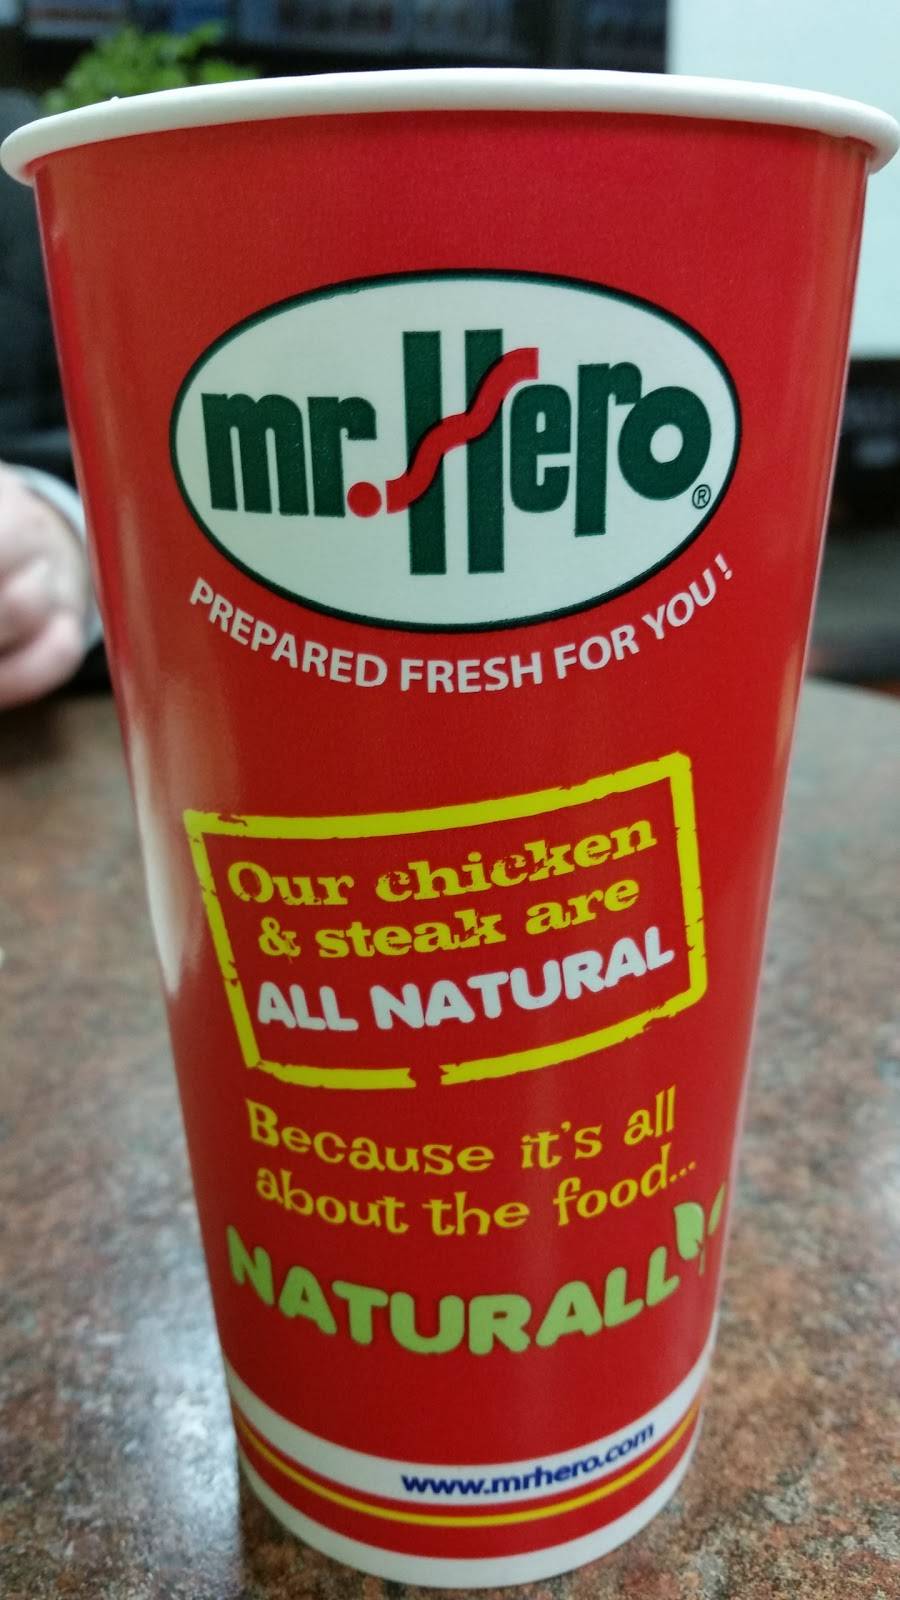 mr. Hero®
PREPARED FRESH FOR YOU!
Our chicken
& steak are
ALL NATURAL
Because it's all
about the food...
NATURALLY
www.mrhero.com